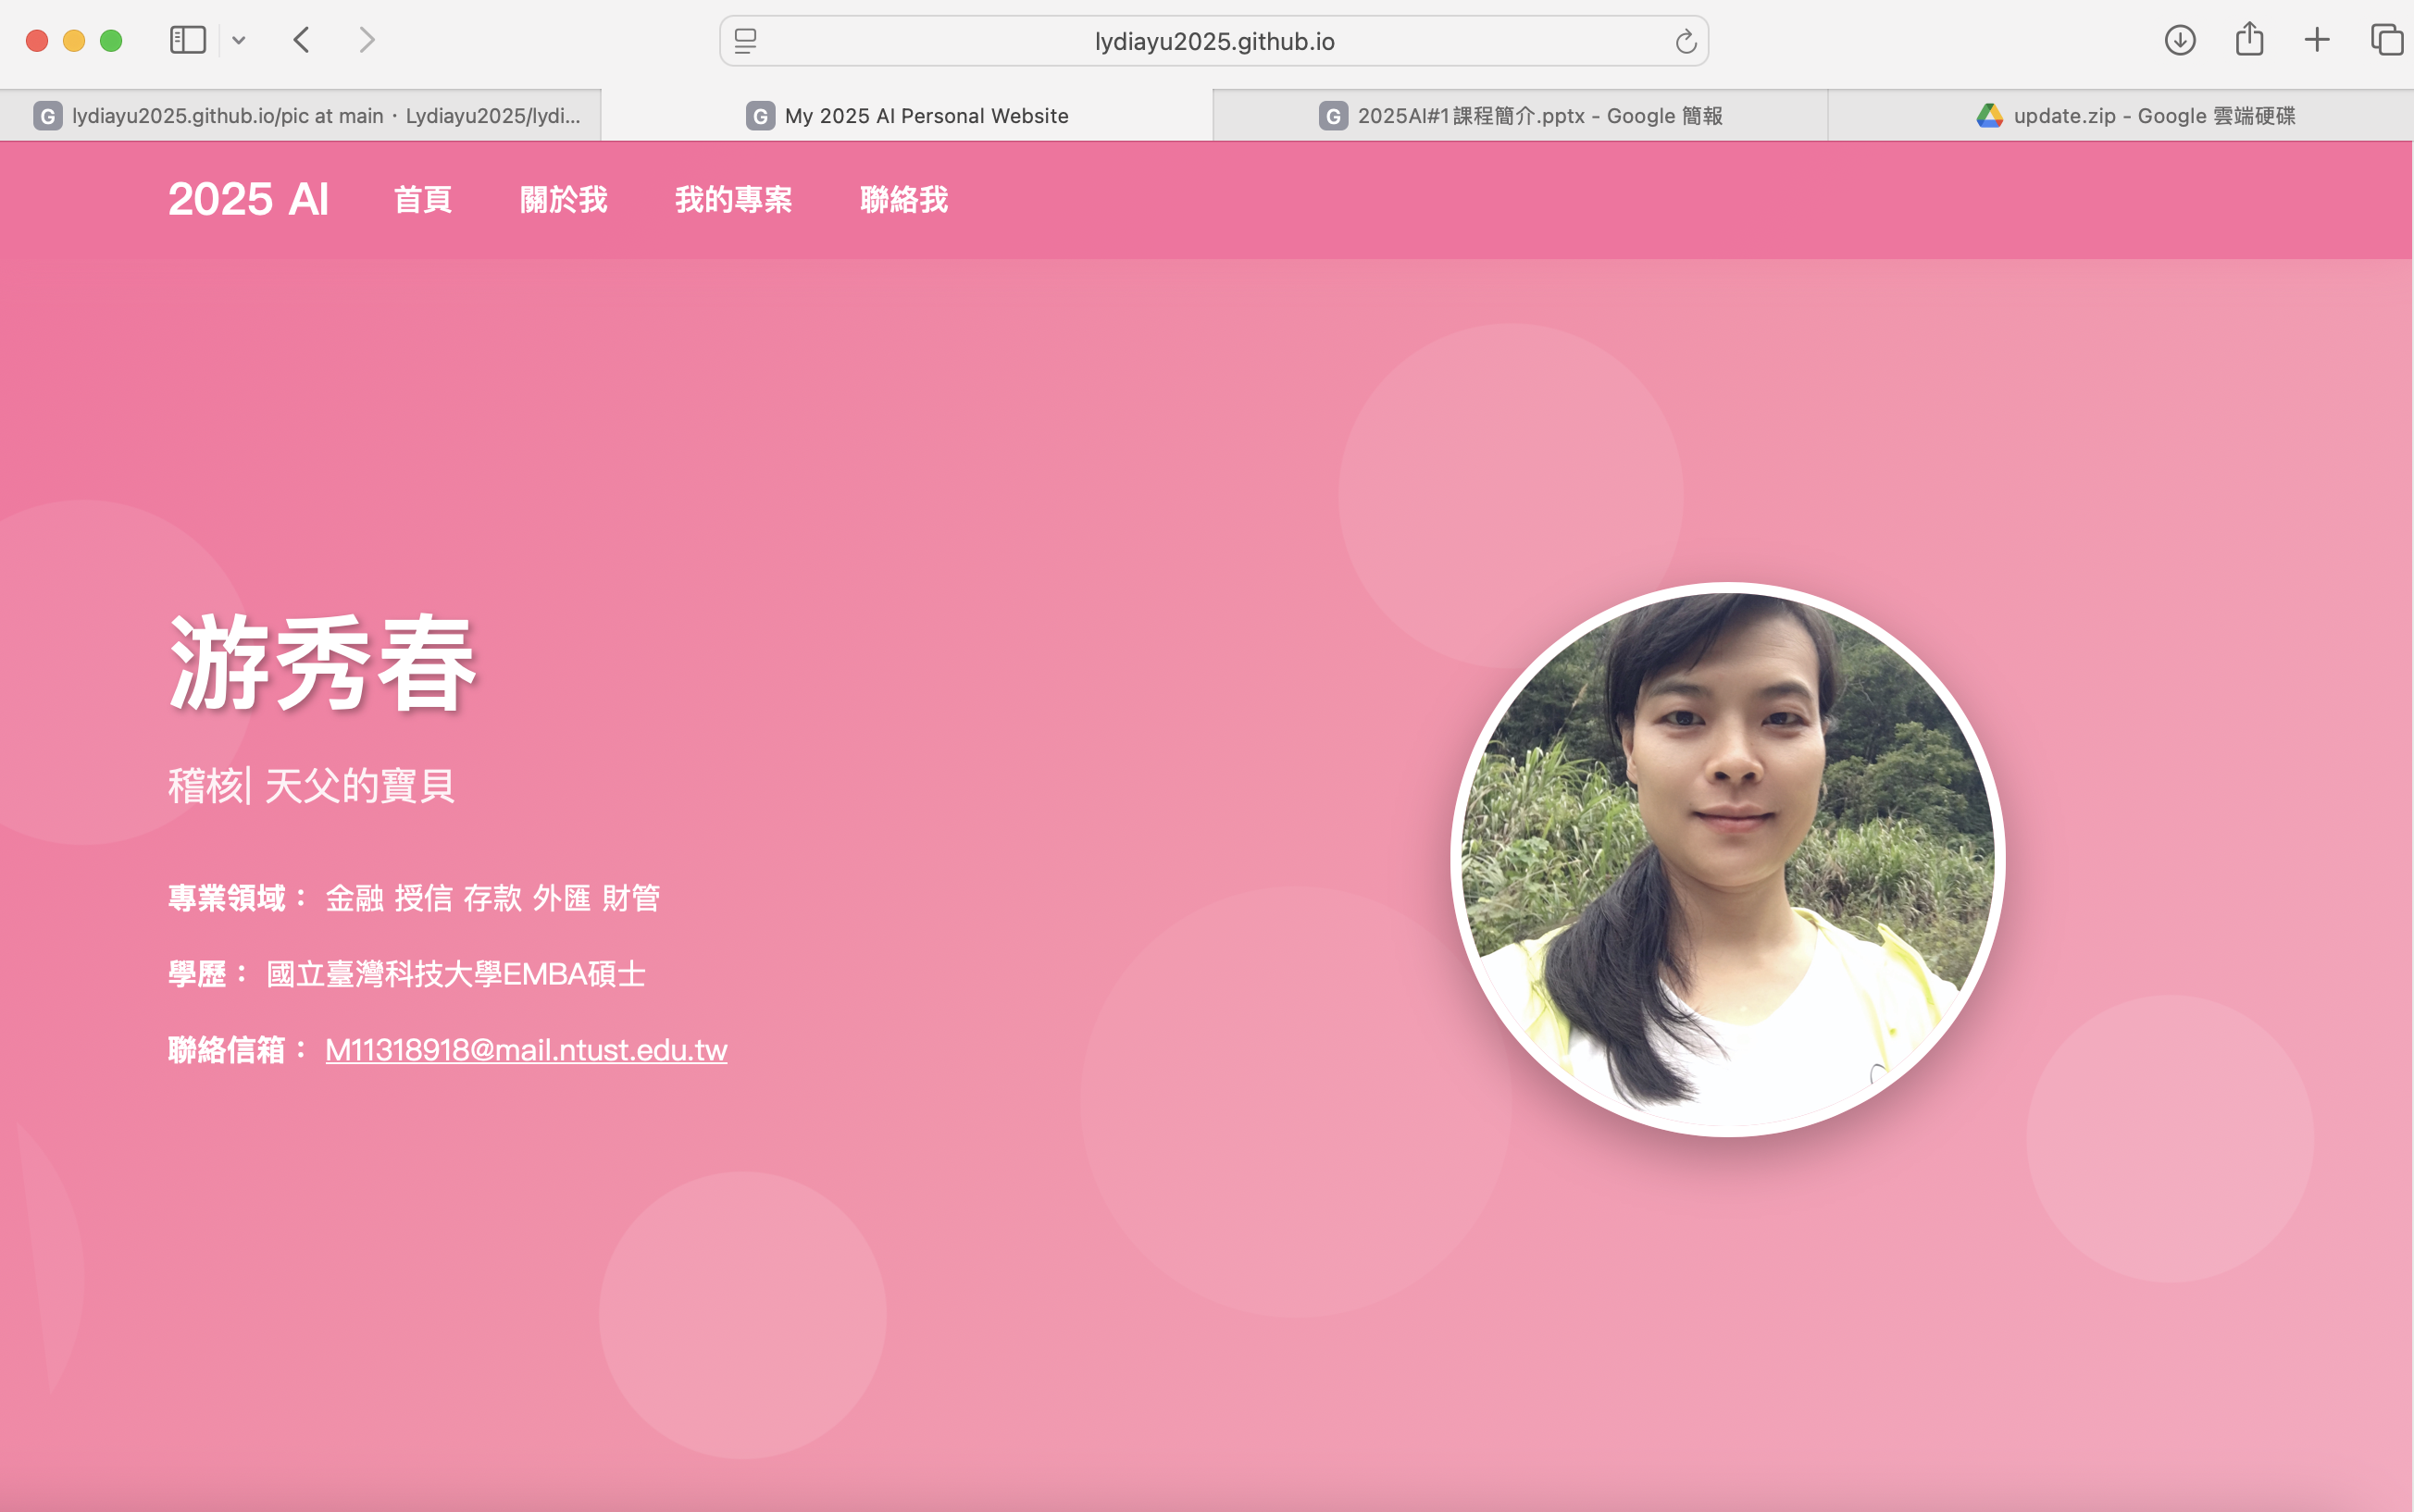 lydiayu2025.github.io
G lydiayu2025.github.io/pic at main · Lydiayu2025/lydi...
G My 2025 AI Personal Website
G 2025AI#1課程簡介.pptx - Google 簡報
update.zip - Google 雲端硬碟
2025 AI 首頁 關於我 我的專案 聯絡我
游秀春
稽核| 天父的寶貝
專業領域： 金融 授信 存款 外匯 財管
學歷： 國立臺灣科技大學EMBA碩士
聯絡信箱： M11318918@mail.ntust.edu.tw